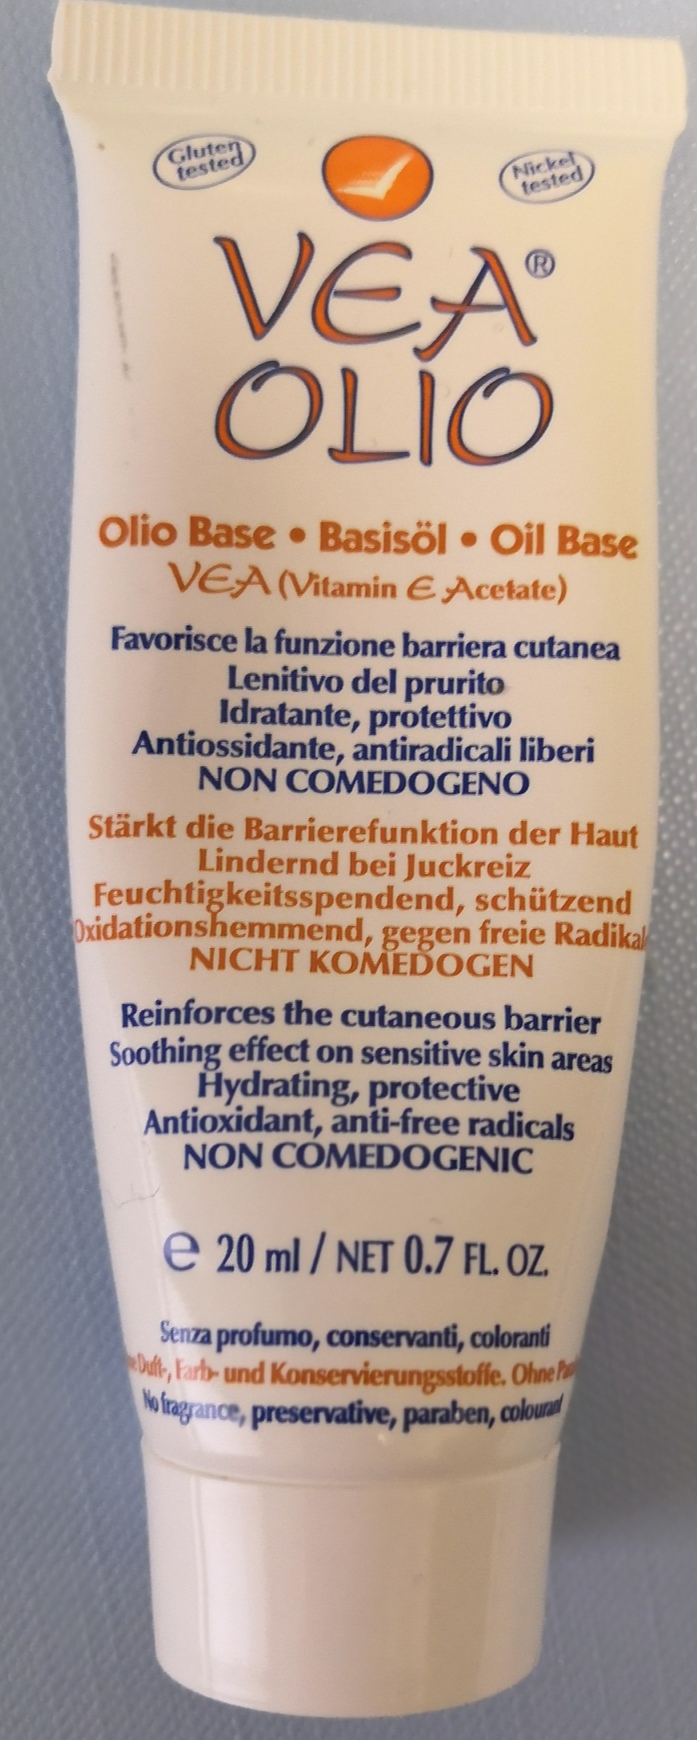 Gluten tested
Nickel tested
VEA®
OLIO
Olio Base • Basisöl • Oil Base
VEA (Vitamin E Acetate)
Favorisce la funzione barriera cutanea
Lenitivo del prurito
Idratante, protettivo
Antiossidante, antiradicali liberi
NON COMEDOGENO
Stärkt die Barrierefunktion der Haut
Lindernd bei Juckreiz
Feuchtigkeitsspendend, schützend
Oxidationshemmend, gegen freie
NICHT KOMEDOGEN
Reinforces the cutaneous barrier
Soothing effect on sensitive skin areas
Hydrating, protective
Antioxidant, anti-free radicals
NON COMEDOGENIC
e 20 ml / NET 0.7 FL. OZ.
Senza profumo, conservanti, coloranti
Duft-, Farb- und Konservierungsstoffe. Ohne
No fragrance, preservative, paraben, colourant